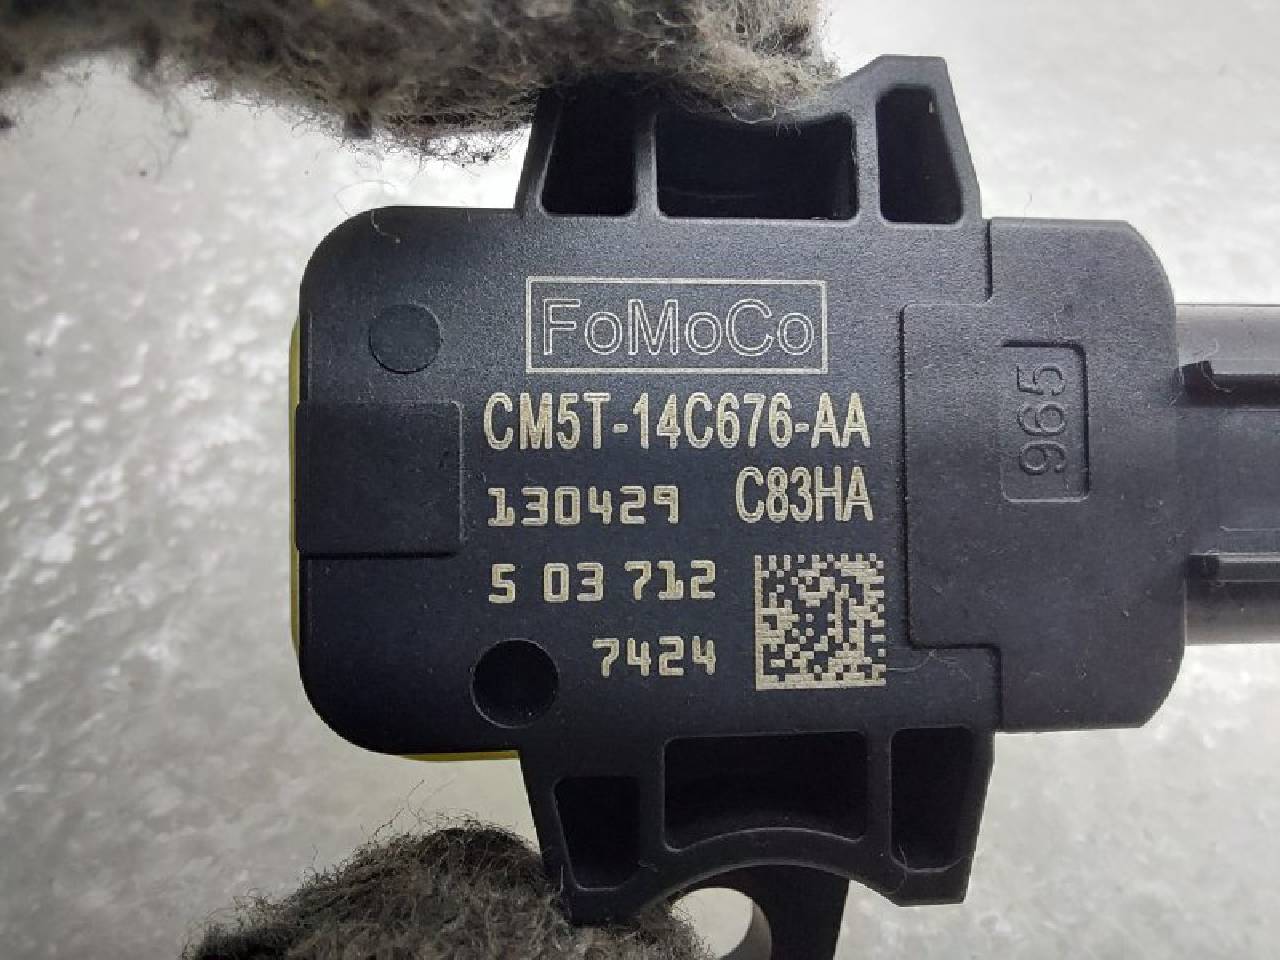 FoMoCo
CM5T-14C676-AA
130429 C83HA
5 03 712
7424
965